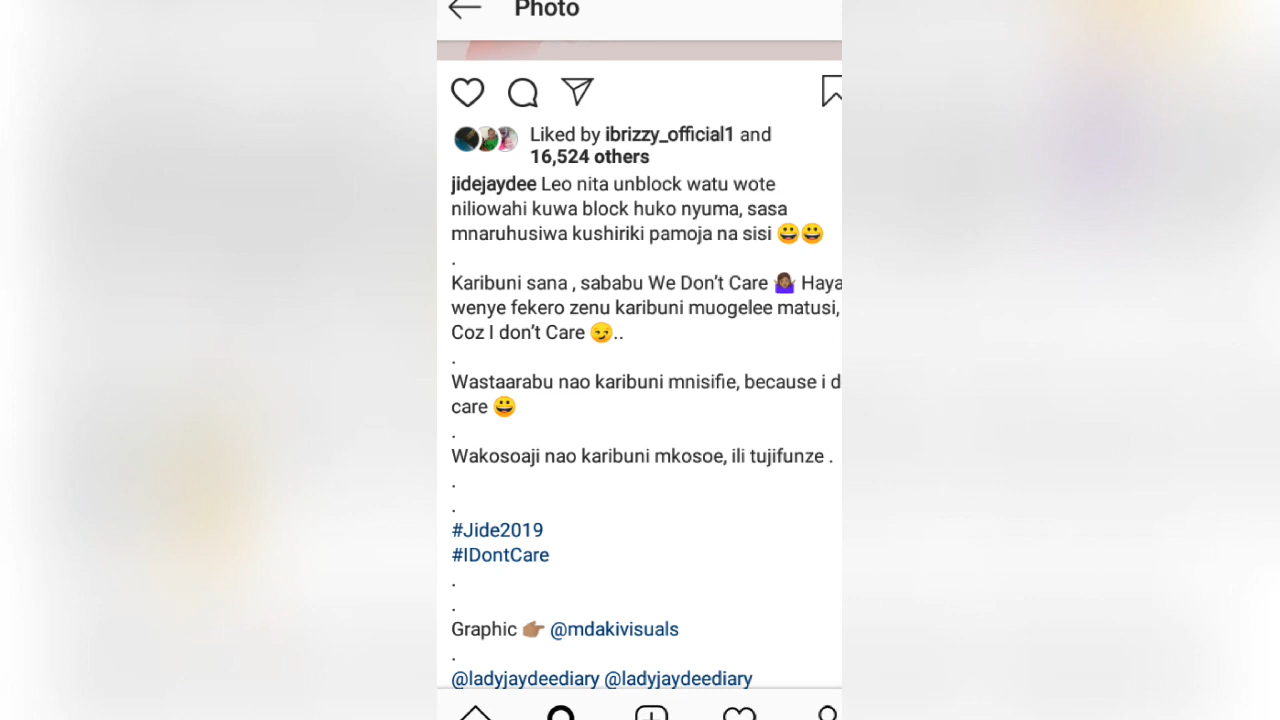 Photo
Liked by ibrizzy_official1 and
16,524 others
jidejaydee Leo nita unblock watu wote
niliowahi kuwa block huko nyuma, sasa
mnaruhusiwa kushiriki pamoja na sisi 😀😀
.
Karibuni sana , sababu We Don't Care 🤷🏾‍♀️ Haya
wenye fekero zenu karibuni muogelee matusi,
Coz I don't Care 😏..
.
Wastaarabu nao karibuni mnisifie, because i d
care 😀
.
Wakosoaji nao karibuni mkosoe, ili tujifunze .
.
.
#Jide2019
#IDontCare
.
.
Graphic 👉🏽 @mdakivisuals
.
@ladyjaydeediary @ladyjaydeediary